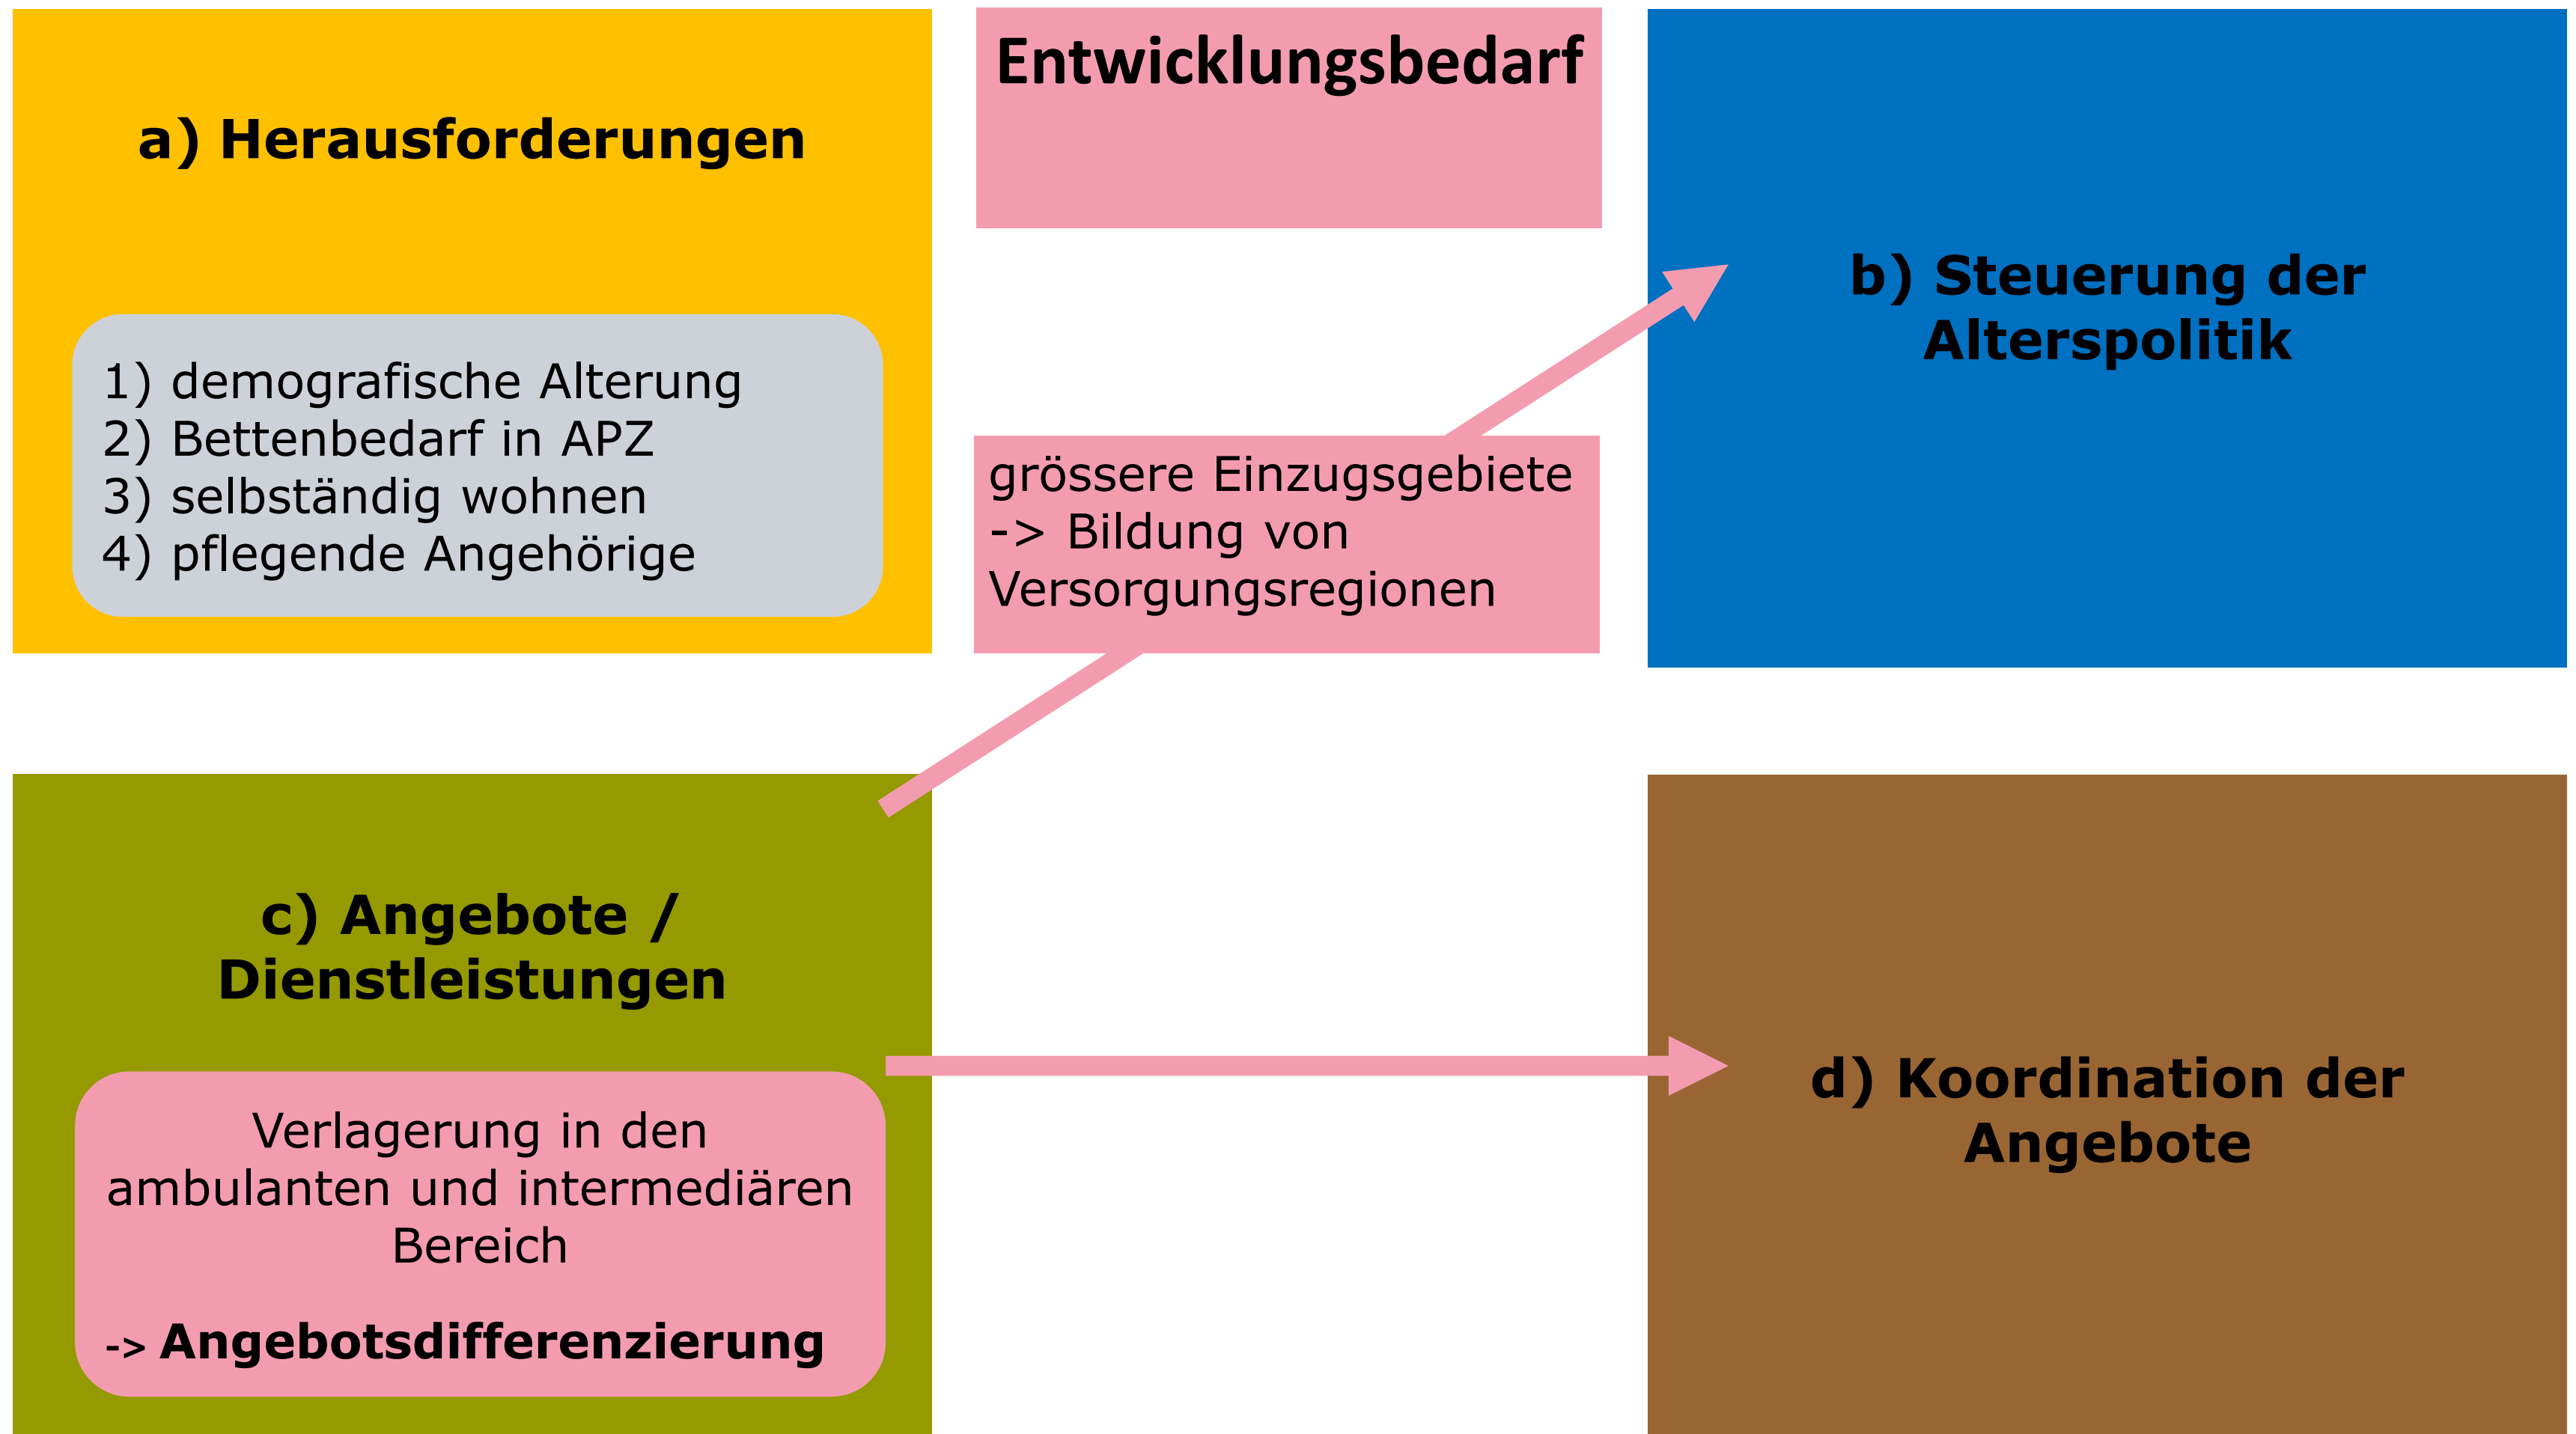 a) Herausforderungen
1) demografische Alterung
2) Bettenbedarf in APZ
3) selbständig wohnen
4) pflegende Angehörige
Entwicklungsbedarf
grössere Einzugsgebiete
-> Bildung von
Versorgungsregionen
b) Steuerung der
Alterspolitik
c) Angebote /
Dienstleistungen
Verlagerung in den
ambulanten und intermediären
Bereich
-> Angebotsdifferenzierung
d) Koordination der
Angebote